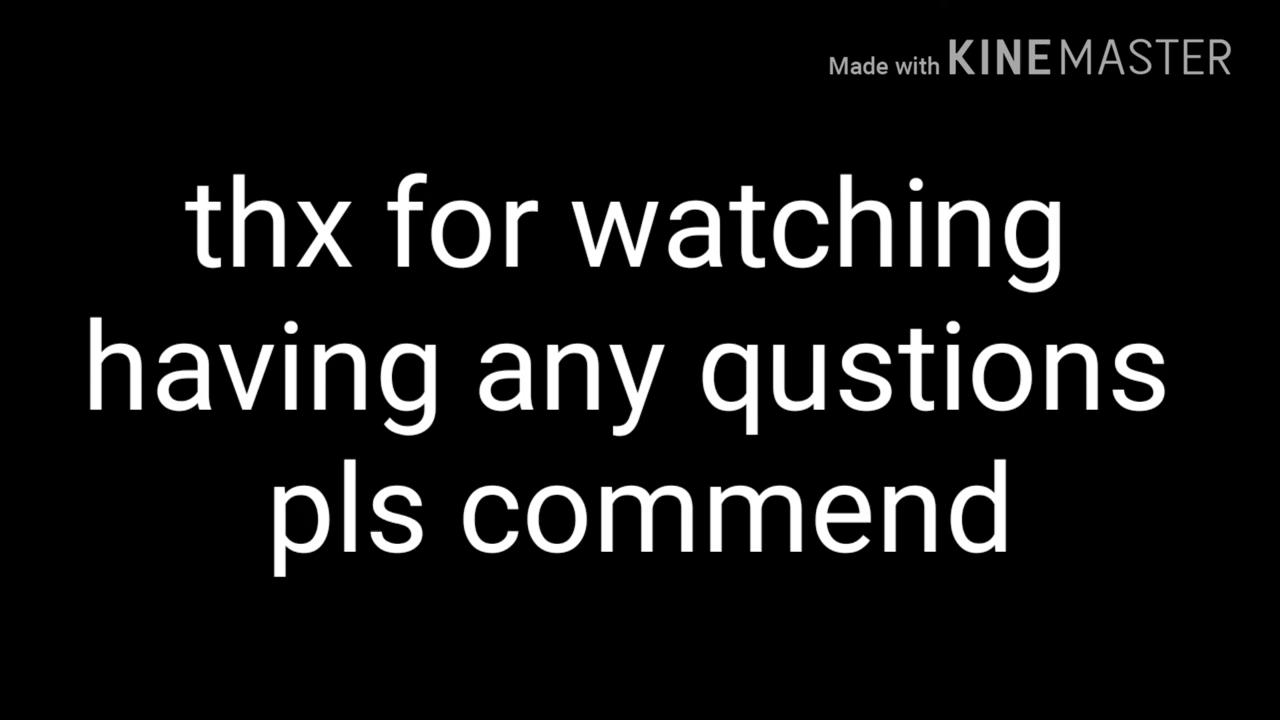 Made with KINEMASTER
thx for watching
having any qustions
pls commend